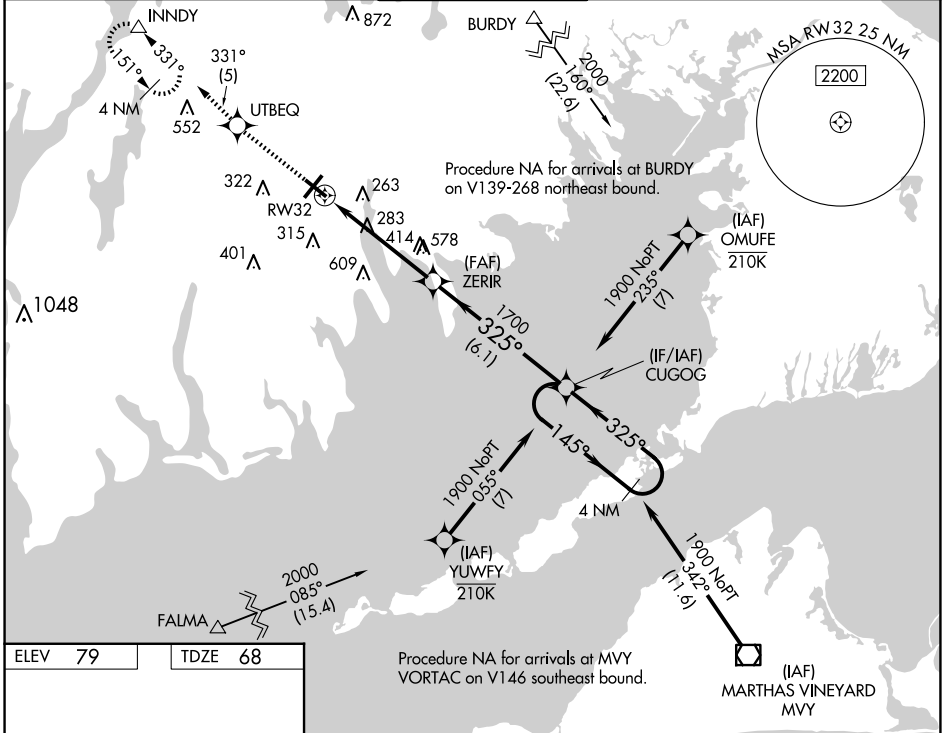 INNDY
872
BURDY
MSA RW32 25 NM
2200
331°
151°
4 NM
331°
(5)
2000
160°
(22.6)
552
UTBEQ
Procedure NA for arrivals at BURDY
on V139-268 northeast bound.
322
RW32
263
283
315
414
578
401
609
1048
(FAF)
ZERIR
(IAF)
OMUFE
210K
1900 NoPT
235°
(7)
1700
325°
(6.1)
(IF/IAF)
CUGOG
325°
145°
4 NM
1900 NoPT
055°
(7)
(IAF)
YUWFY
210K
1900 NoPT
342°
(11.6)
2000
085°
(15.4)
FALMA
ELEV 79
TDZE 68
Procedure NA for arrivals at MVY
VORTAC on V146 southeast bound.
(IAF)
MARTHAS VINEYARD
MVY